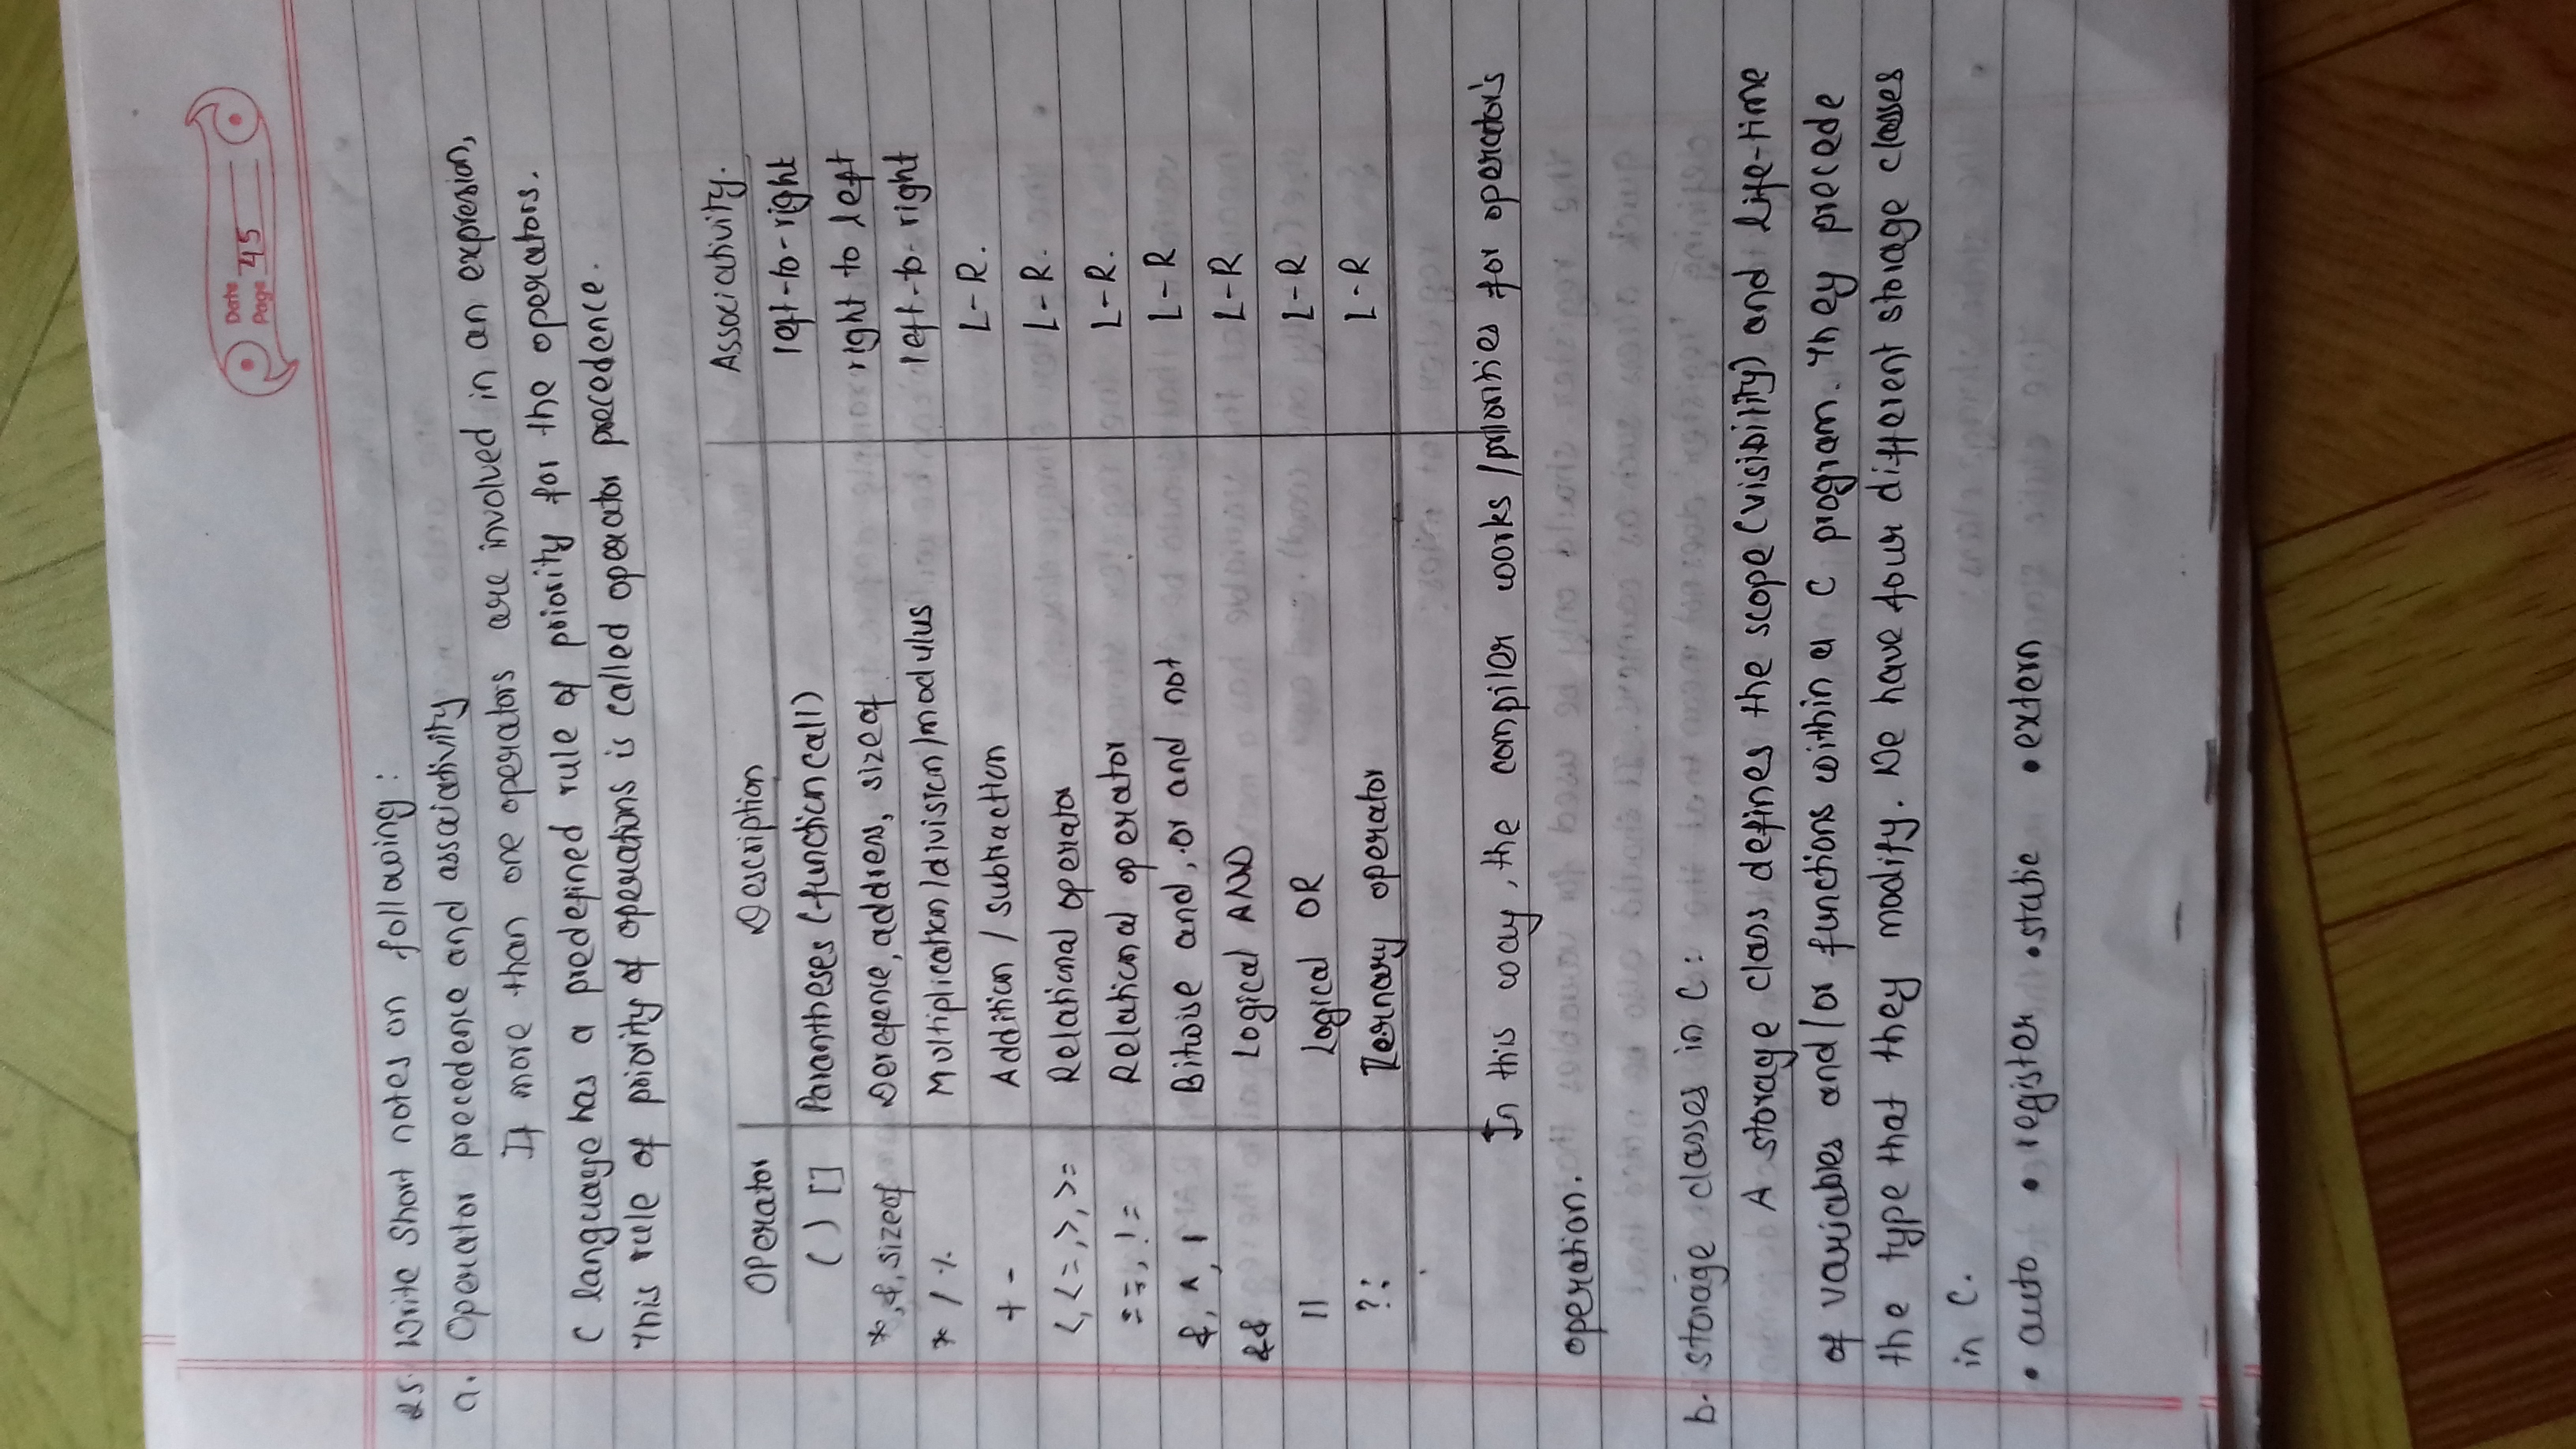 Date
Page 45
25. Write Short notes on following :
a. Operator precedence and associativity
If more than one operators are involved in an expression,
C language has a predefined rule of priority for the operators.
This rule of priority of operations is called operator precedence.
Operator Description Associativity.
( ) [] Parantheses (function call) left-to-right
*, &, sizeof Derefence, address, sizeof right to left
* / % Multiplication/division/modulus left-to-right
+ - Addition / subtraction L-R.
<, <=, >, >= Relational operator L-R.
==, != Relational operator L-R.
&, ^, | Bitwise and, or and not L-R
&& Logical AND L-R
|| Logical OR L-R
? : Ternary operator L-R
In this way, the compiler works / priorities for operator's
operation.
b. storage classes in C :
A storage class defines the scope (visibility) and life-time
of variables and/or functions within a C program. They precede
the type that they modify. We have four different storage classes
in C.
• auto • register • static • extern